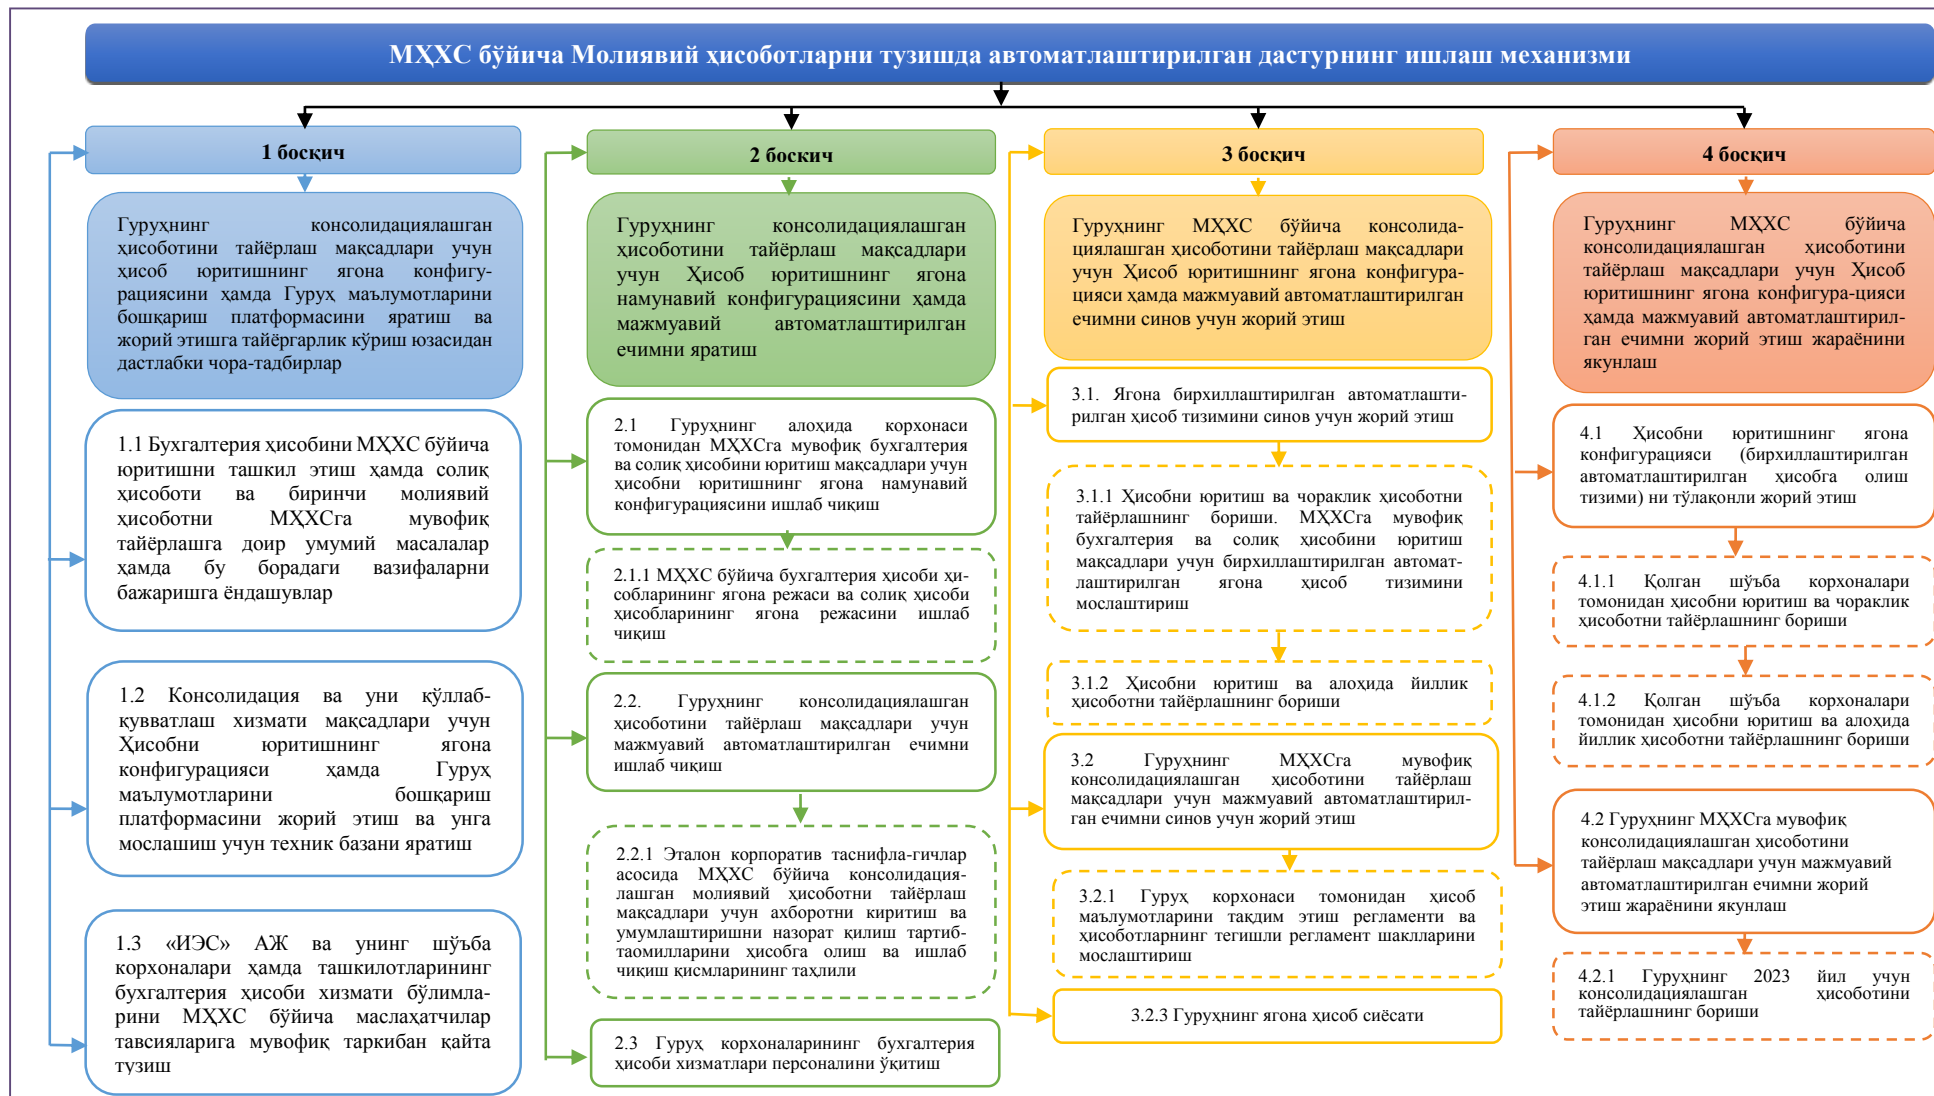 МҲХС бўйича Молиявий ҳисоботларни тузишда автоматлаштирилган дастурнинг ишлаш механизми
1 босқич
Гуруҳнинг консолидациялашган
ҳисоботини тайёрлаш мақсадлари учун
ҳисоб юритишнинг ягона конфигу-
рациясини ҳамда Гуруҳ маълумотларини
бошқариш платформасини яратиш ва
жорий этишга тайёргарлик кўриш юзасидан
дастлабки чора-тадбирлар
1.1 Бухгалтерия ҳисобини МҲХС бўйича
юритишни ташкил этиш ҳамда солиқ
ҳисоботи ва биринчи молиявий
ҳисоботни МҲХСга мувофиқ
тайёрлашга доир умумий масалалар
ҳамда бу борадаги вазифаларни
бажаришга ёндашувлар
1.2 Консолидация ва уни қўллаб-
қувватлаш хизмати мақсадлари учун
Ҳисобни юритишнинг ягона
конфигурацияси ҳамда Гуруҳ
маълумотларини бошқариш
платформасини жорий этиш ва унга
мослашиш учун техник базани яратиш
1.3 «ИЭС» АЖ ва унинг шўъба
корхоналари ҳамда ташкилотларининг
бухгалтерия ҳисоби хизмати бўлимла-
рини МҲХС бўйича маслаҳатчилар
тавсияларига мувофиқ таркибан қайта
тузиш
2 боскич
Гуруҳнинг консолидациялашган
ҳисоботини тайёрлаш мақсадлари
учун Ҳисоб юритишнинг ягона
намунавий конфигурациясини ҳамда
мажмуавий автоматлаштирилган
ечимни яратиш
2.1 Гуруҳнинг алоҳида корхонаси
томонидан МҲХСга мувофиқ бухгалтерия
ва солиқ ҳисобини юритиш мақсадлари учун
ҳисобни юритишнинг ягона намунавий
конфигурациясини ишлаб чиқиш
2.1.1 МҲХС бўйича бухгалтерия ҳисоби ҳи-
собларининг ягона режаси ва солиқ ҳисоби
ҳисобларининг ягона режасини ишлаб
чиқиш
2.2. Гуруҳнинг консолидациялашган
ҳисоботини тайёрлаш мақсадлари учун
мажмуавий автоматлаштирилган ечимни
ишлаб чиқиш
2.2.1 Эталон корпоратив таснифла-гичлар
асосида МҲХС бўйича консолидация-
лашган молиявий ҳисоботни тайёрлаш
мақсадлари учун ахборотни киритиш ва
умумлаштиришни назорат қилиш тартиб-
таомилларини ҳисобга олиш ва ишлаб
чиқиш қисмларининг таҳлили
2.3 Гуруҳ корхоналарининг бухгалтерия
ҳисоби хизматлари персоналини ўқитиш
3 босқич
Гуруҳнинг МҲХС бўйича консолида-
циялашган ҳисоботини тайёрлаш мақсадлари
учун Ҳисоб юритишнинг ягона конфигура-
цияси ҳамда мажмуавий автоматлаштирилган
ечимни синов учун жорий этиш
3.1. Ягона бирхиллаштирилган автоматлашти-
рилган ҳисоб тизимини синов учун жорий этиш
3.1.1 Ҳисобни юритиш ва чораклик ҳисоботни
тайёрлашнинг бориши. МҲХСга мувофиқ
бухгалтерия ва солиқ ҳисобини юритиш
мақсадлари учун бирхиллаштирилган автомат-
лаштирилган ягона ҳисоб тизимини
мослаштириш
3.1.2 Ҳисобни юритиш ва алоҳида йиллик
ҳисоботни тайёрлашнинг бориши
3.2 Гуруҳнинг МҲХСга мувофиқ
консолидациялашган ҳисоботини тайёрлаш
мақсадлари учун мажмуавий автоматлаштирил-
ган ечимни синов учун жорий этиш
3.2.1 Гуруҳ корхонаси томонидан ҳисоб
маълумотларини тақдим этиш регламенти ва
ҳисоботларнинг тегишли регламент шаклларини
мослаштириш
3.2.3 Гуруҳнинг ягона ҳисоб сиёсати
4 босқич
Гуруҳнинг МҲХС бўйича
консолидациялашган ҳисоботини
тайёрлаш мақсадлари учун Ҳисоб
юритишнинг ягона конфигура-цияси
ҳамда мажмуавий автоматлаштирил-
ган ечимни жорий этиш жараёнини
якунлаш
4.1 Ҳисобни юритишнинг ягона
конфигурацияси (бирхиллаштирилган
автоматлаштирилган ҳисобга олиш
тизими) ни тўлақонли жорий этиш
4.1.1 Қолган шўъба корхоналари
томонидан ҳисобни юритиш ва чораклик
ҳисоботни тайёрлашнинг бориши
4.1.2 Қолган шўъба корхоналари
томонидан ҳисобни юритиш ва алоҳида
йиллик ҳисоботни тайёрлашнинг бориши
4.2 Гуруҳнинг МҲХСга мувофиқ
консолидациялашган ҳисоботини
тайёрлаш мақсадлари учун мажмуавий
автоматлаштирилган ечимни жорий
этиш жараёнини якунлаш
4.2.1 Гуруҳнинг 2023 йил учун
консолидациялашган ҳисоботини
тайёрлашнинг бориши